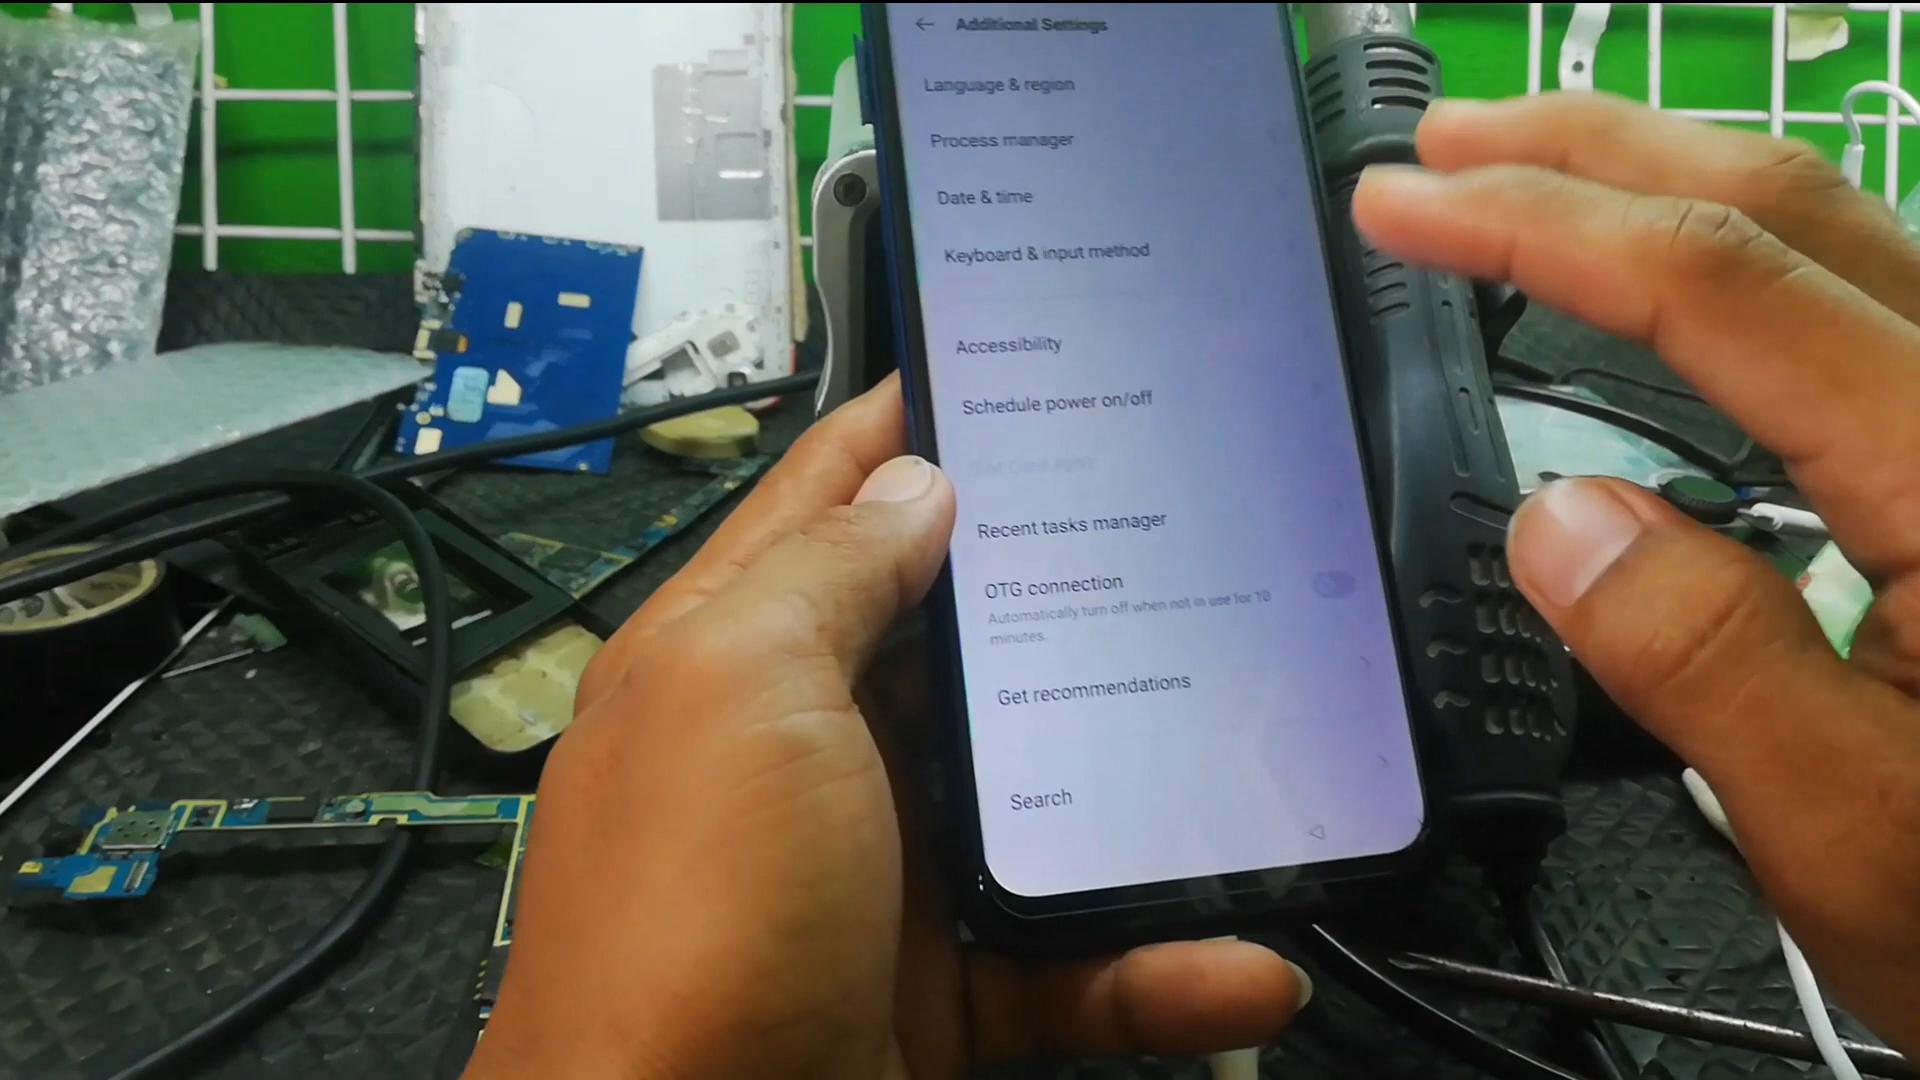 Additional Settings
Language & region
Process manager
Date & time
Keyboard & input method
Accessibility
Schedule power on/off
Recent tasks manager
OTG connection
Automatically turn off when not in use for 10
minutes.
Get recommendations
Search